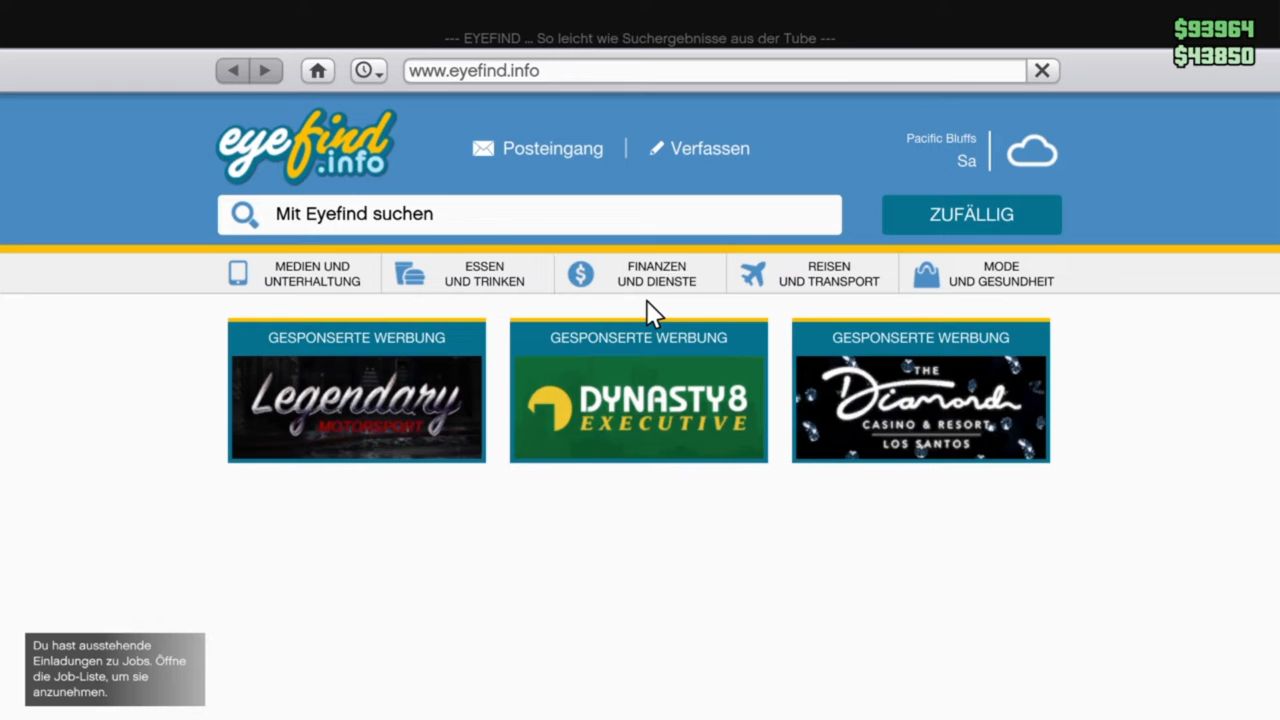 --- EYEFIND ... So leicht wie Suchergebnisse aus der Tube ---
$93964
$43850
www.eyefind.info
eyefind
.info
Posteingang
Verfassen
Pacific Bluffs
Sa
Mit Eyefind suchen
ZUFÄLLIG
MEDIEN UND
UNTERHALTUNG
ESSEN
UND TRINKEN
FINANZEN
UND DIENSTE
REISEN
UND TRANSPORT
MODE
UND GESUNDHEIT
GESPONSERTE WERBUNG
Legendary
MOTORSPORT
GESPONSERTE WERBUNG
DYNASTY8
EXECUTIVE
GESPONSERTE WERBUNG
THE
Diamond
CASINO & RESORT
LOS SANTOS
Du hast ausstehende
Einladungen zu Jobs. Öffne
die Job-Liste, um sie
anzunehmen.